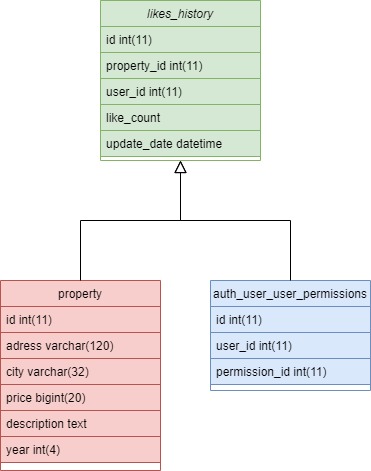 likes_history
id int(11)
property_id int(11)
user_id int(11)
like_count
update_date datetime
property
id int(11)
adress varchar(120)
city varchar(32)
price bigint(20)
description text
year int(4)
auth_user_user_permissions
id int(11)
user_id int(11)
permission_id int(11)